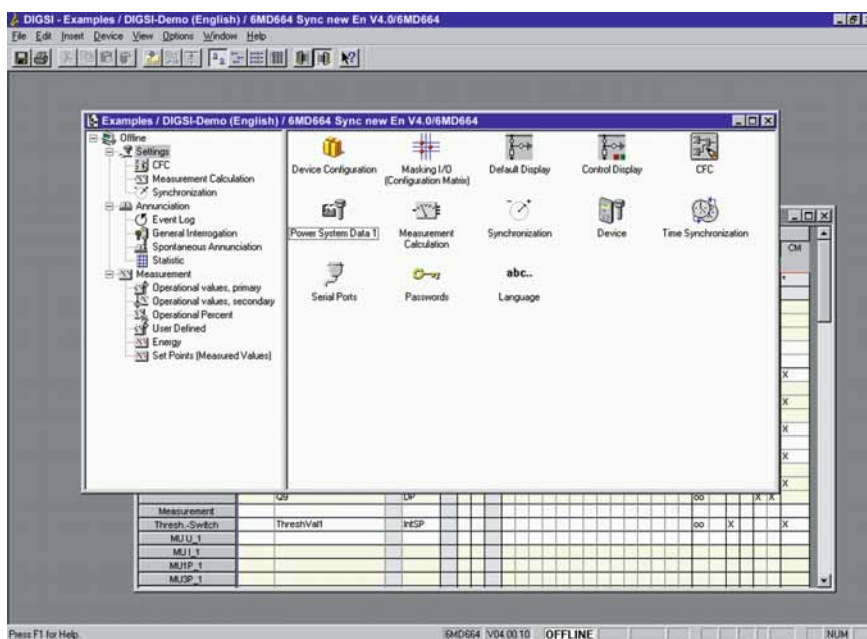 DIGSI - Examples / DIGSI-Demo (English) / 6MD664 Sync new En V4.0/6MD664
File Edit Insert Device View Options Window Help
Examples / DIGSI-Demo (English) / 6MD664 Sync new En V4.0/6MD664
Offline
Settings
CFC
Measurement Calculation
Synchronization
Annunciation
Event Log
General Interrogation
Spontaneous Annunciation
Statistic
Measurement
Operational values, primary
Operational values, secondary
Operational Percent
User Defined
Energy
Set Points (Measured Values)
Device Configuration
Masking I/O
(Configuration Matrix)
Default Display
Control Display
CFC
Power System Data 1
Measurement
Calculation
Synchronization
Device
Time Synchronization
Serial Ports
Passwords
abc..
Language
CM
*
X
X
X
X
X
Q9 DP oo X X
Measurement
Thresh.-Switch ThreshVal1 IntSP oo X X
MU U_1
MU I_1
MU1P_1
MU3P_1
Press F1 for Help. 6MD664 V04.00.10 OFFLINE NUM